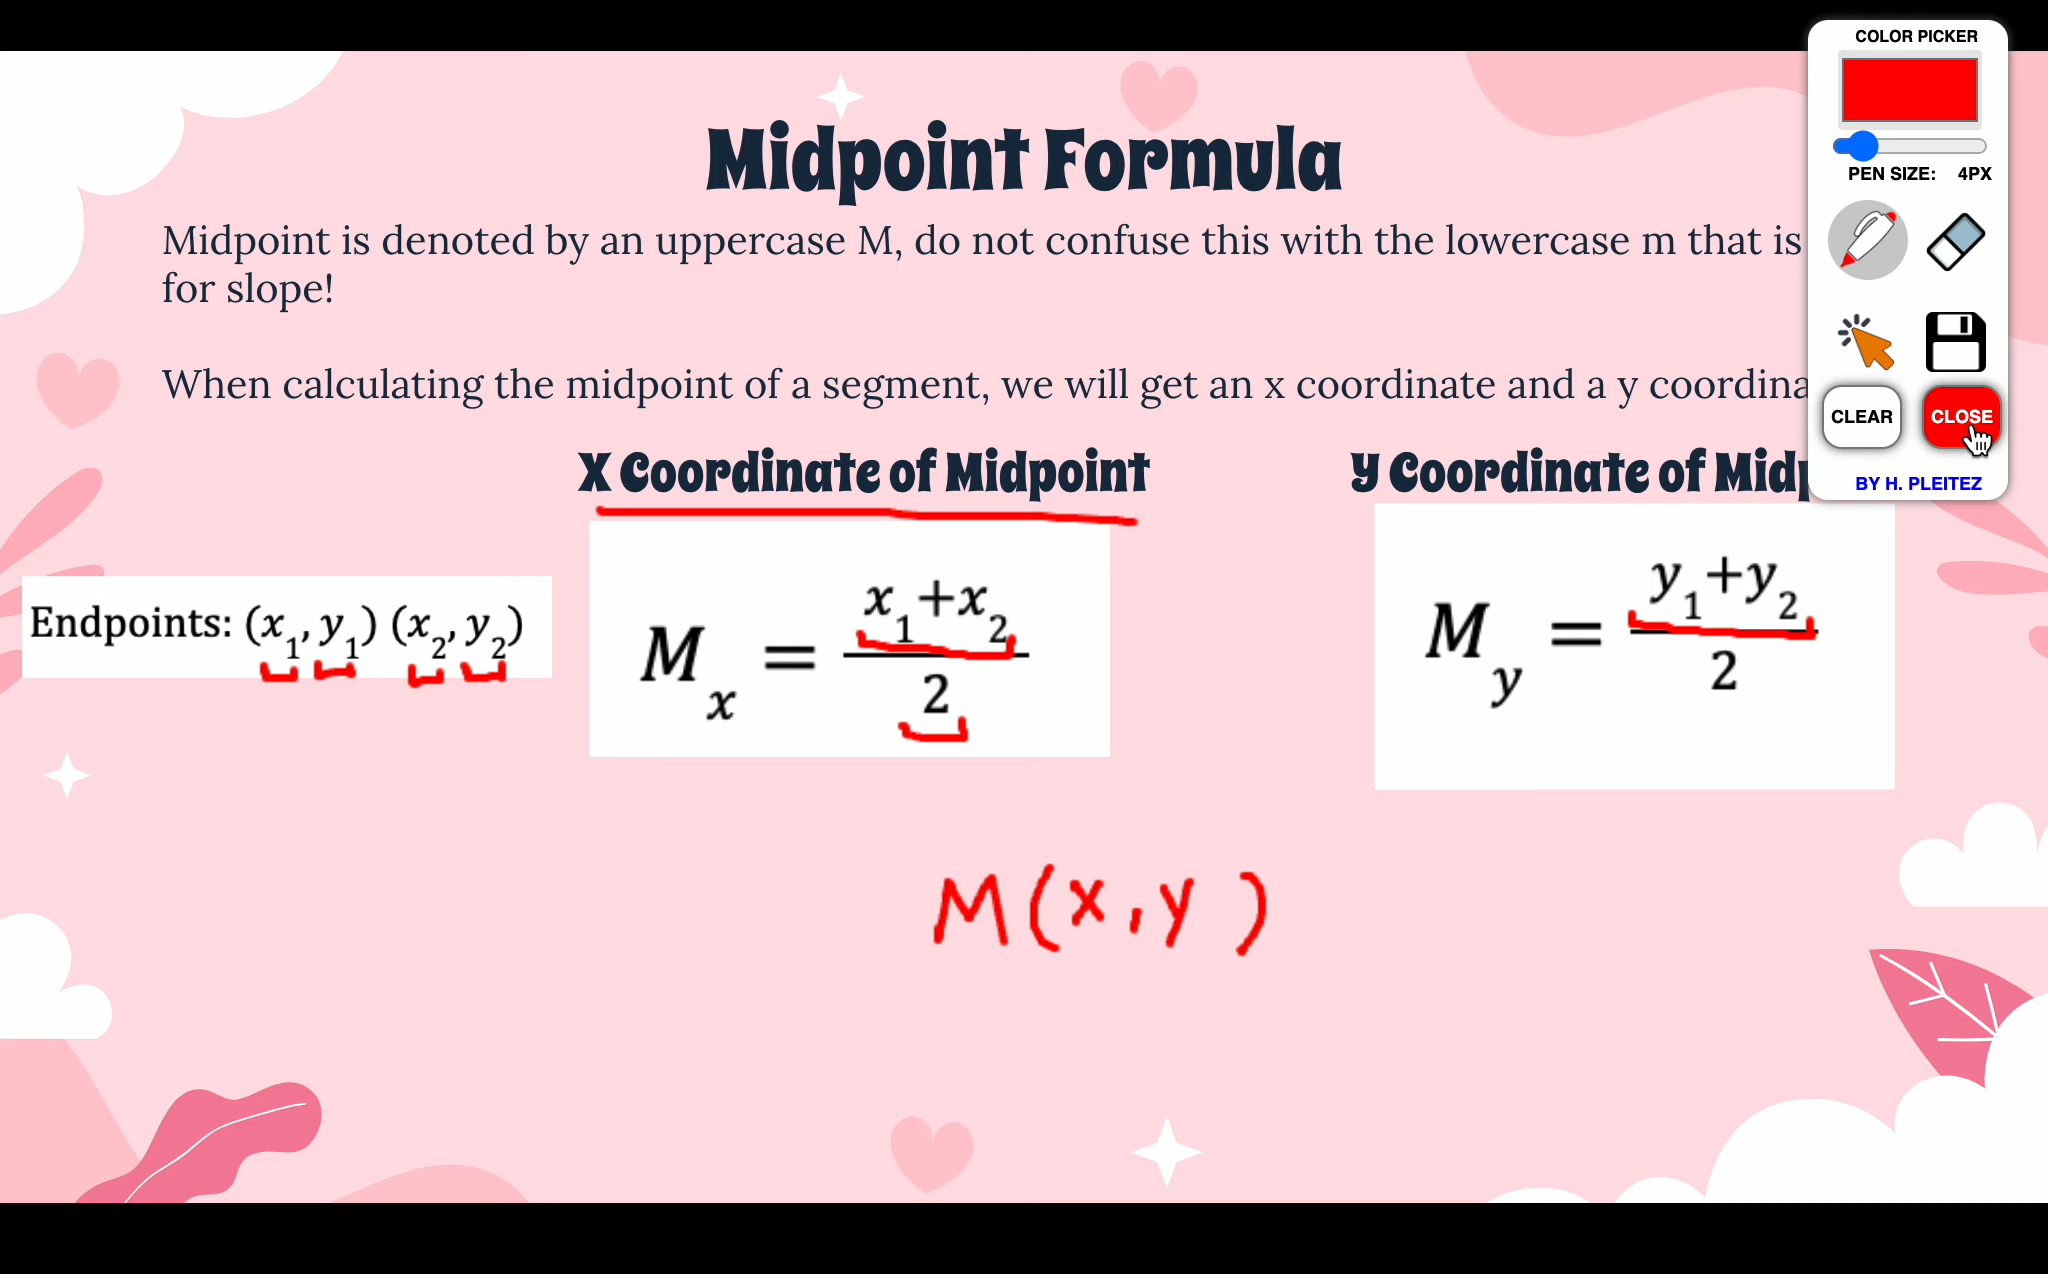 COLOR PICKER
PEN SIZE: 4PX
CLEAR
CLOSE
BY H. PLEITEZ
Midpoint Formula
Midpoint is denoted by an uppercase M, do not confuse this with the lowercase m that is
for slope!
When calculating the midpoint of a segment, we will get an x coordinate and a y
X Coordinate of Midpoint
Y Coordinate of
Endpoints: (x₁, y₁) (x₂, y₂)
Mₓ = (x₁+x₂)/2
M_y = (y₁+y₂)/2
M(x,y)